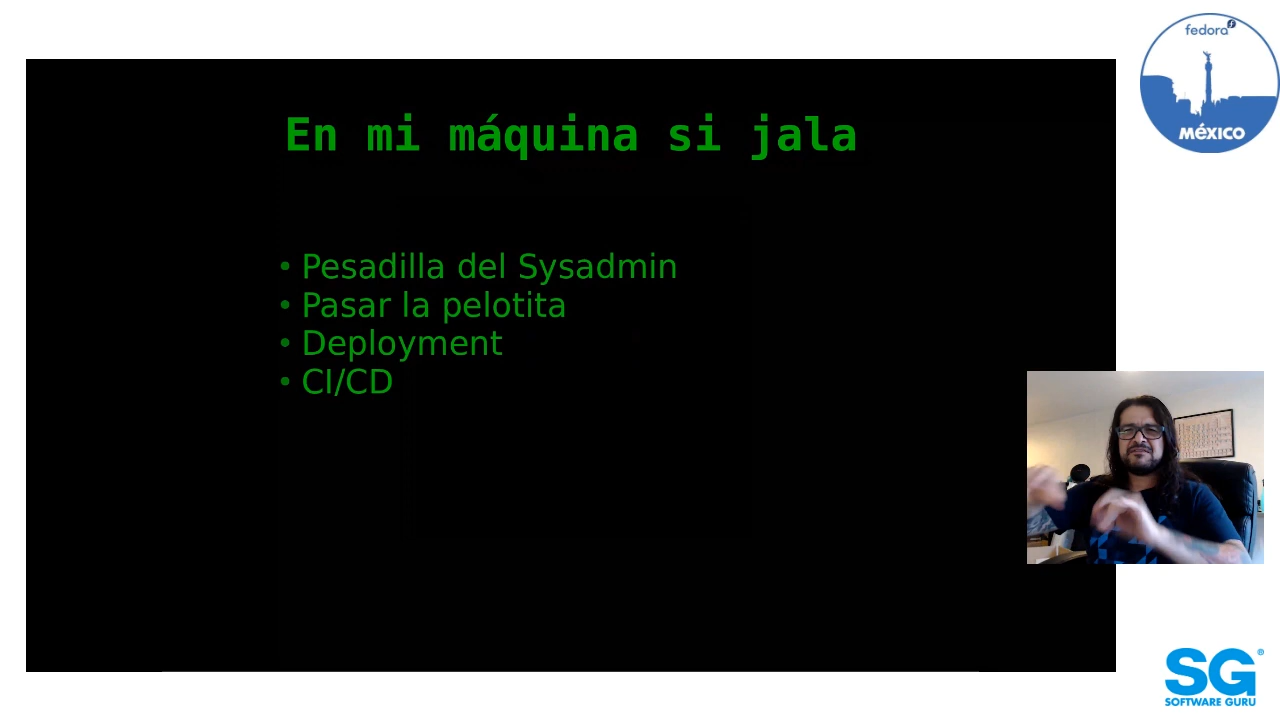 fedora
MÉXICO
En mi máquina si jala
• Pesadilla del Sysadmin
• Pasar la pelotita
• Deployment
• CI/CD
SG®
SOFTWARE GURU